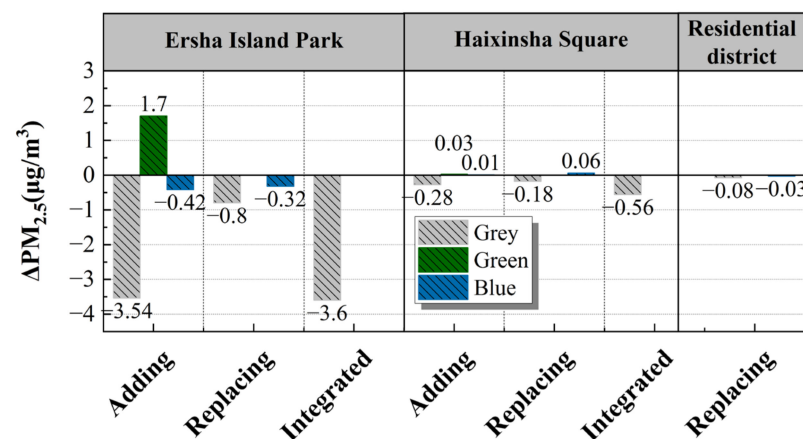 Ersha Island Park
Haixinsha Square
Residential
district
ΔPM2.5(μg/m³)
3
2
1
0
−1
−2
−3
−4
1.7
−3.54
−0.42
−0.8
−0.32
−3.6
0.03
0.01
−0.28
−0.18
0.06
−0.56
−0.08
−0.03
Grey
Green
Blue
Adding
Replacing
Integrated
Adding
Replacing
Integrated
Replacing